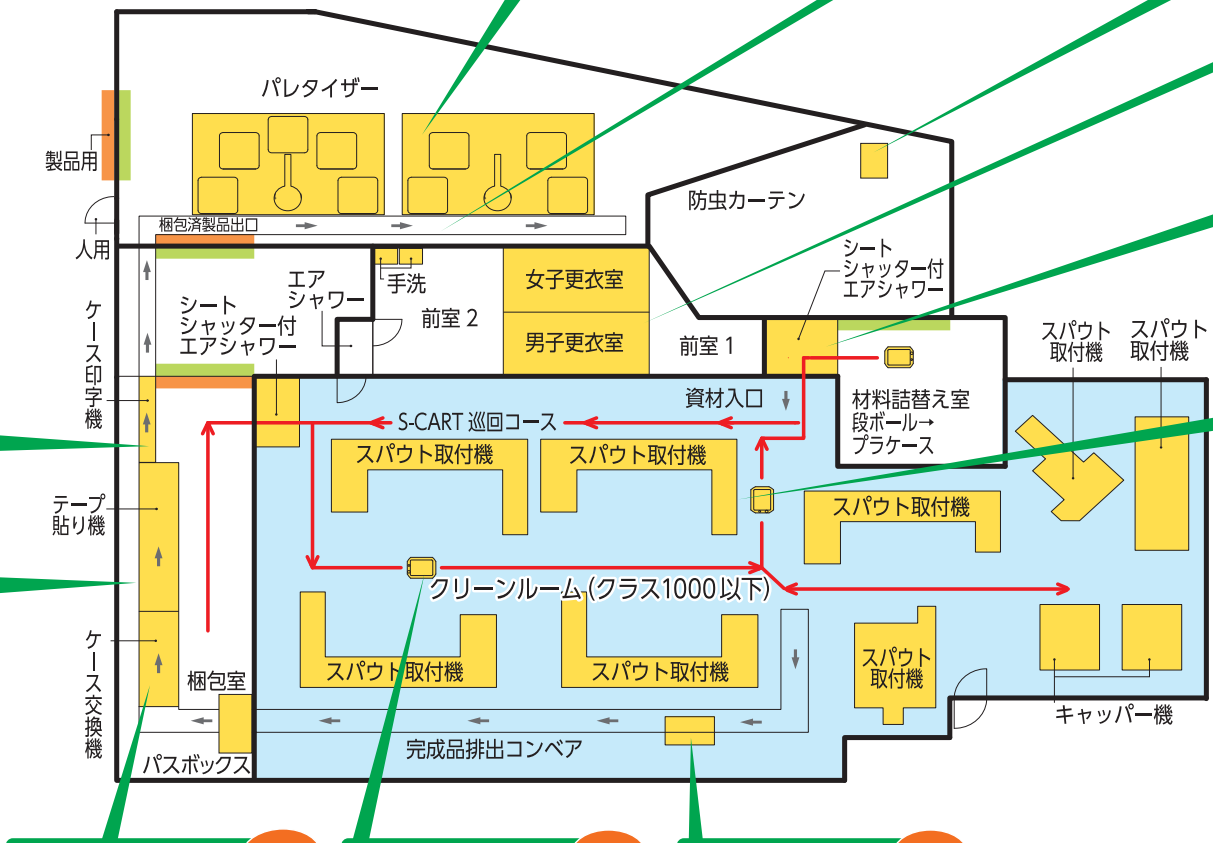 パレタイザー
製品用
人用
梱包済製品出口
防虫カーテン
シート
シャッター付
エアシャワー
手洗
女子更衣室
男子更衣室
エア
シャワー
前室2
前室1
シート
シャッター付
エアシャワー
ケース印字機
スパウト
取付機
スパウト
取付機
資材入口
材料詰替え室
段ボール→
プラケース
S-CART 巡回コース
スパウト取付機
スパウト取付機
スパウト取付機
テープ
貼り機
クリーンルーム(クラス1000以下)
ケース交換機
梱包室
スパウト取付機
スパウト取付機
スパウト
取付機
キャッパー機
完成品排出コンベア
パスボックス